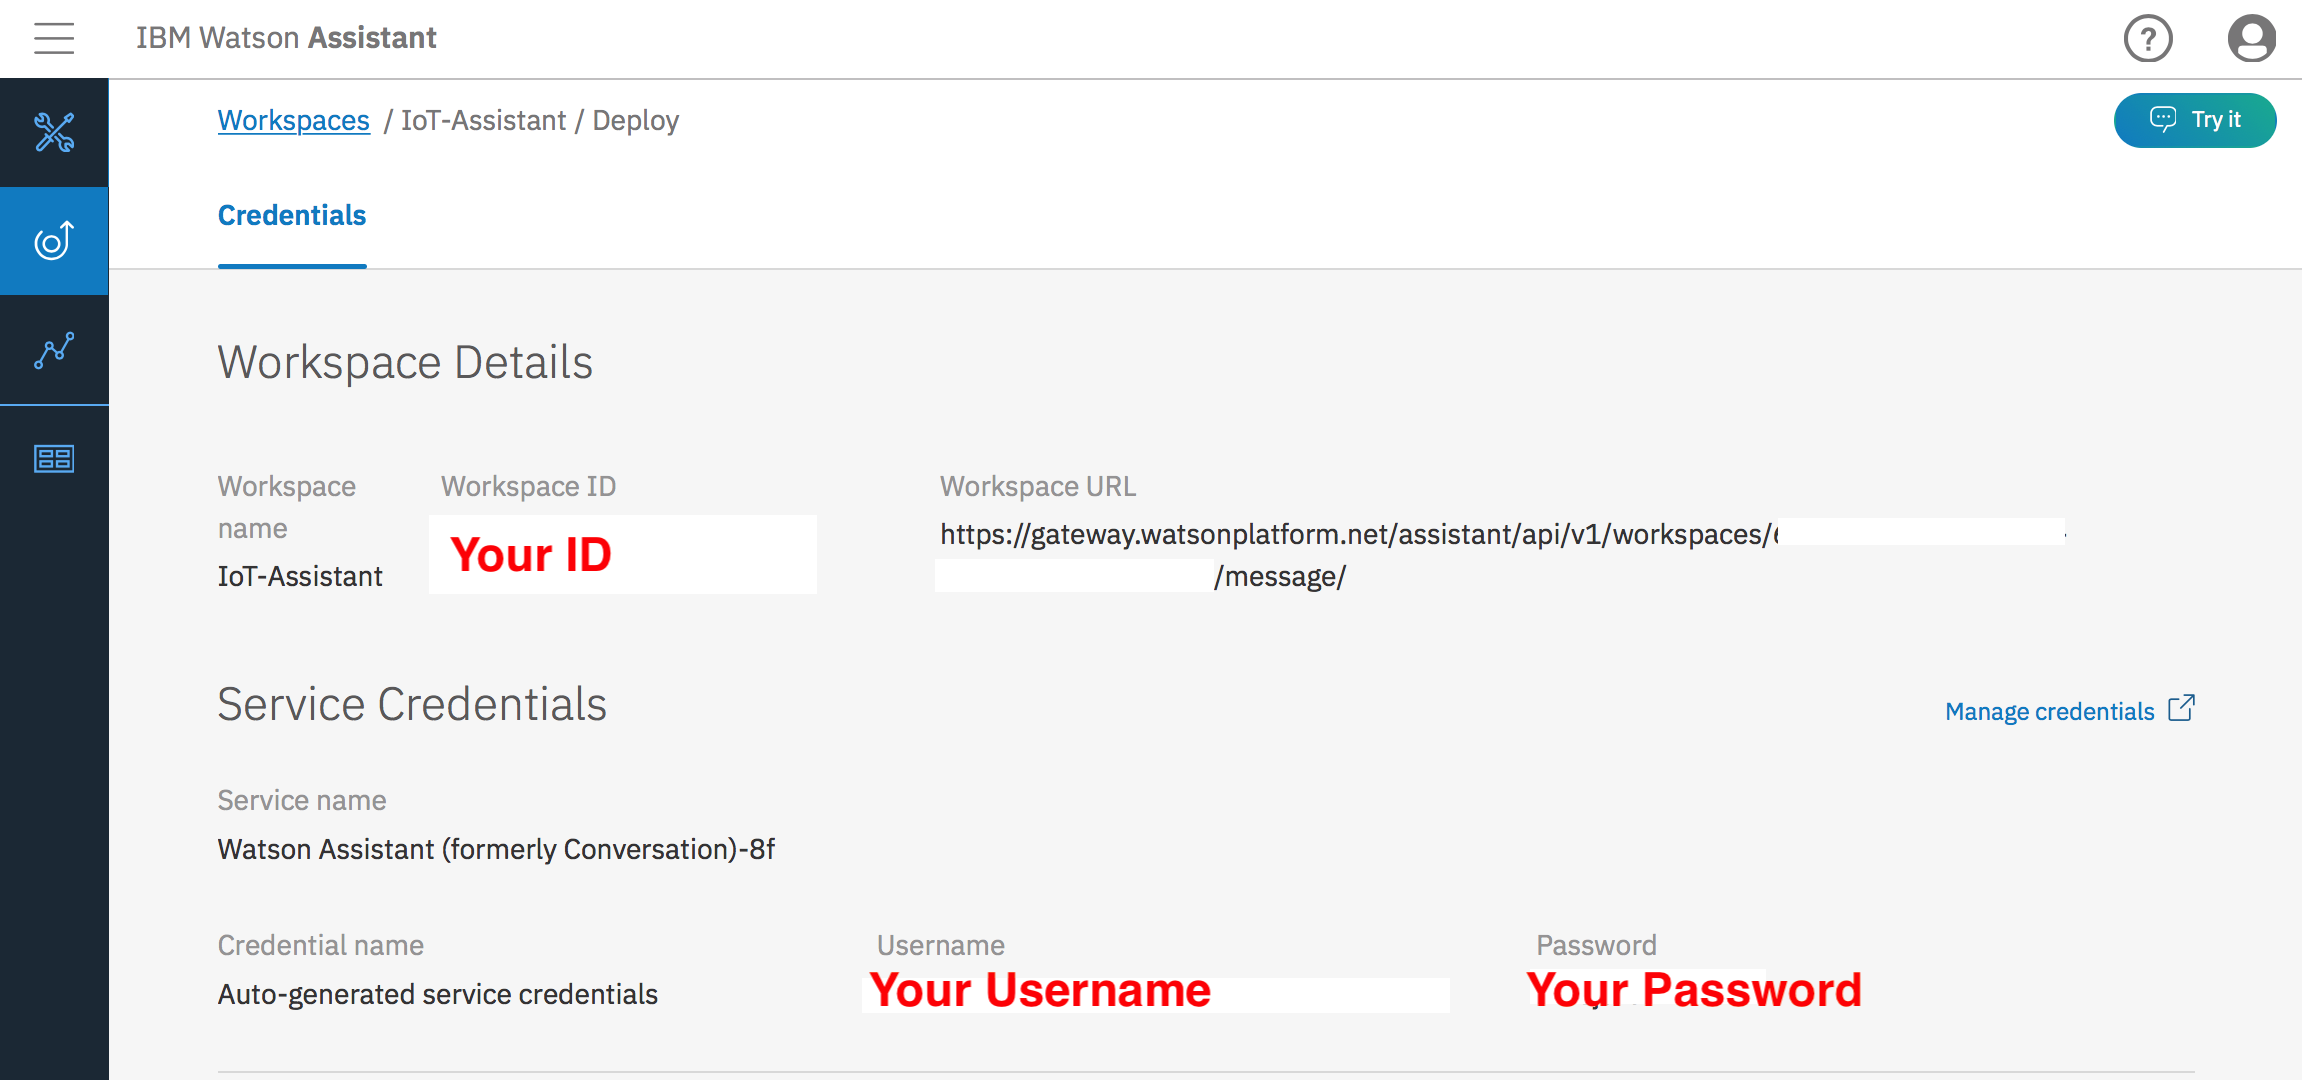 IBM Watson Assistant
?
Workspaces / IoT-Assistant / Deploy
Try it
Credentials
Workspace Details
Workspace name
Workspace ID
Workspace URL
IoT-Assistant
Your ID
https://gateway.watsonplatform.net/assistant/api/v1/workspaces/
/message/
Service Credentials
Manage credentials
Service name
Watson Assistant (formerly Conversation)-8f
Credential name
Username
Password
Auto-generated service credentials
Your Username
Your Password